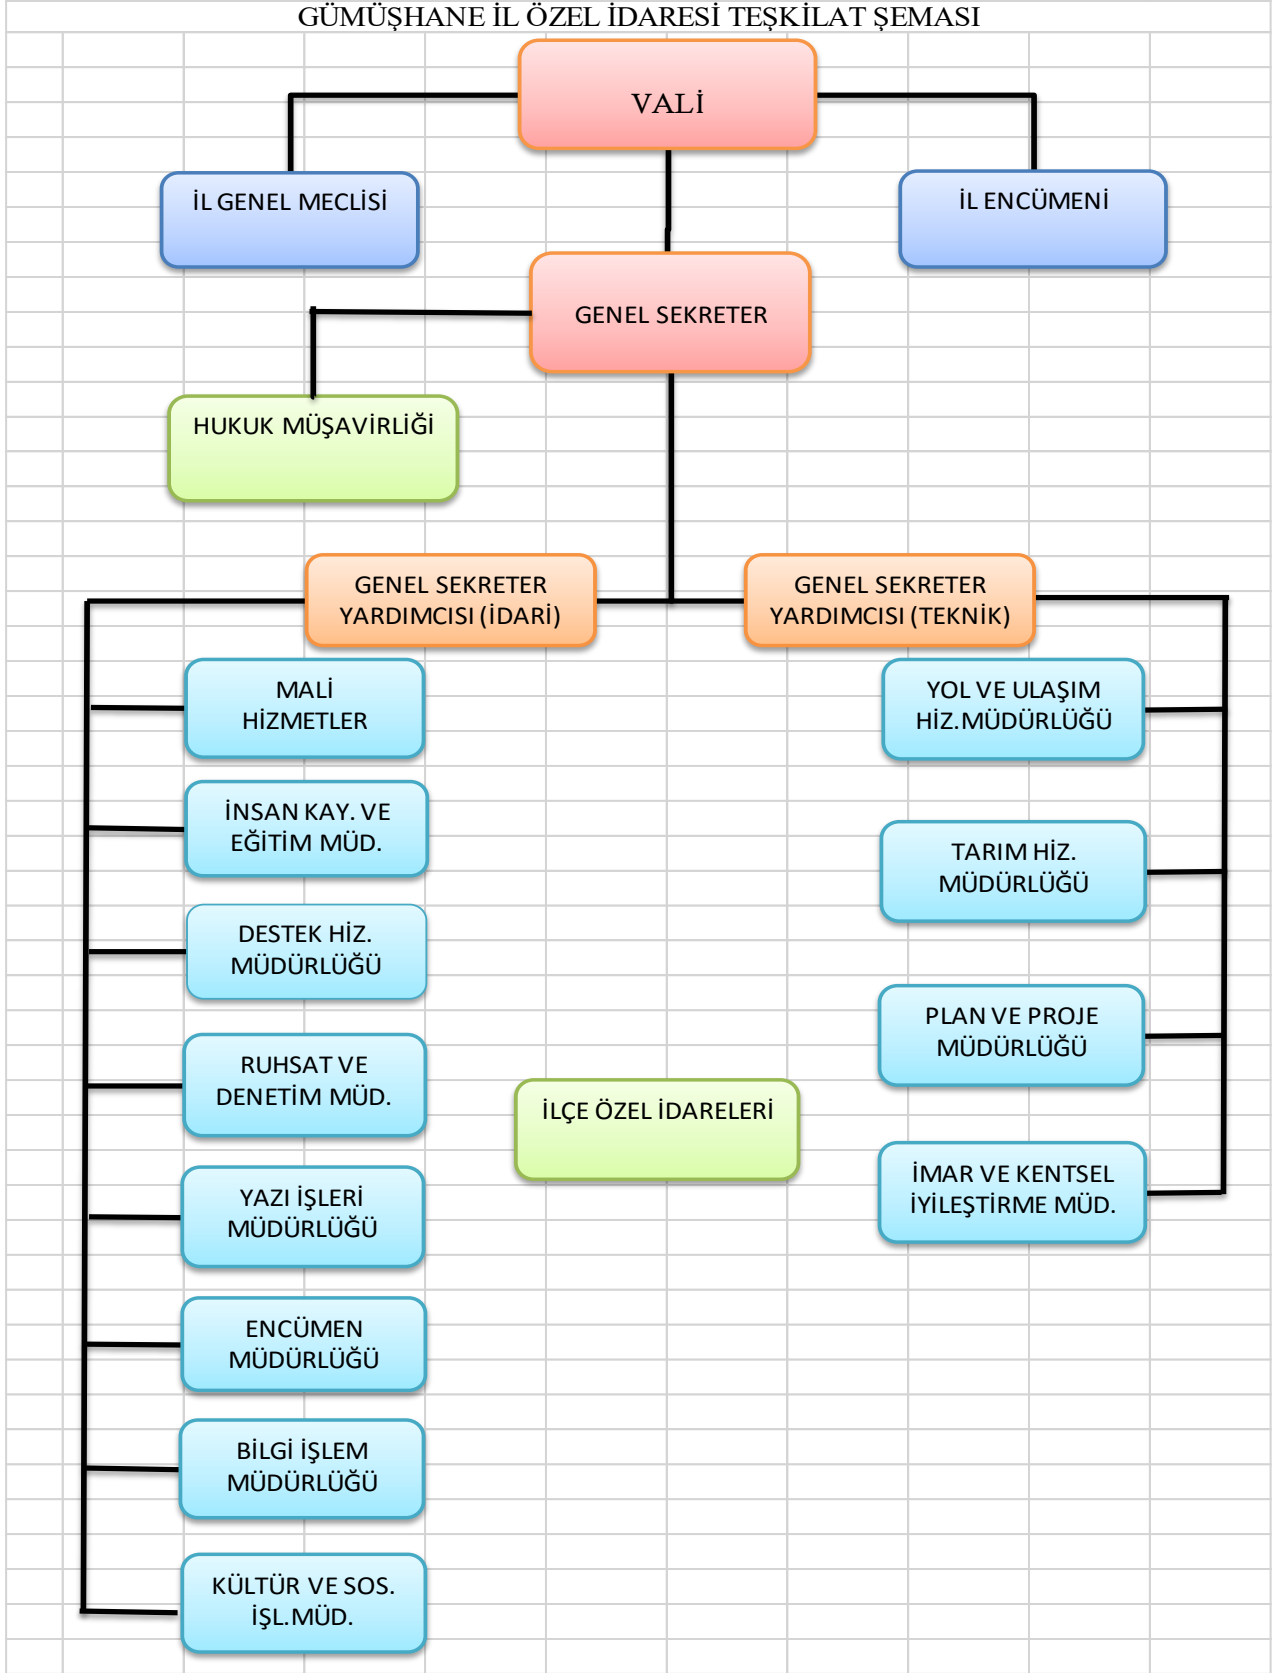 GÜMÜŞHANE İL ÖZEL İDARESİ TEŞKİLAT ŞEMASI
VALİ
İL GENEL MECLİSİ
İL ENCÜMENİ
GENEL SEKRETER
HUKUK MÜŞAVİRLİĞİ
GENEL SEKRETER
YARDIMCISI (İDARİ)
GENEL SEKRETER
YARDIMCISI (TEKNİK)
MALİ
HİZMETLER
İNSAN KAY. VE
EĞİTİM MÜD.
DESTEK HİZ.
MÜDÜRLÜĞÜ
RUHSAT VE
DENETİM MÜD.
YAZI İŞLERİ
MÜDÜRLÜĞÜ
ENCÜMEN
MÜDÜRLÜĞÜ
BİLGİ İŞLEM
MÜDÜRLÜĞÜ
KÜLTÜR VE SOS.
İŞL.MÜD.
İLÇE ÖZEL İDARELERİ
YOL VE ULAŞIM
HİZ.MÜDÜRLÜĞÜ
TARIM HİZ.
MÜDÜRLÜĞÜ
PLAN VE PROJE
MÜDÜRLÜĞÜ
İMAR VE KENTSEL
İYİLEŞTİRME MÜD.